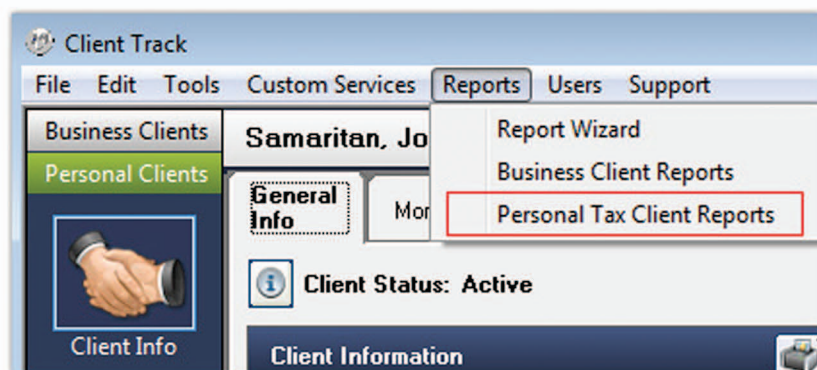 Client Track
File Edit Tools Custom Services Reports Users Support
Business Clients
Personal Clients
Samaritan, Jo
Report Wizard
Business Client Reports
Personal Tax Client Reports
General
Info
Mor
Client Status: Active
Client Info
Client Information